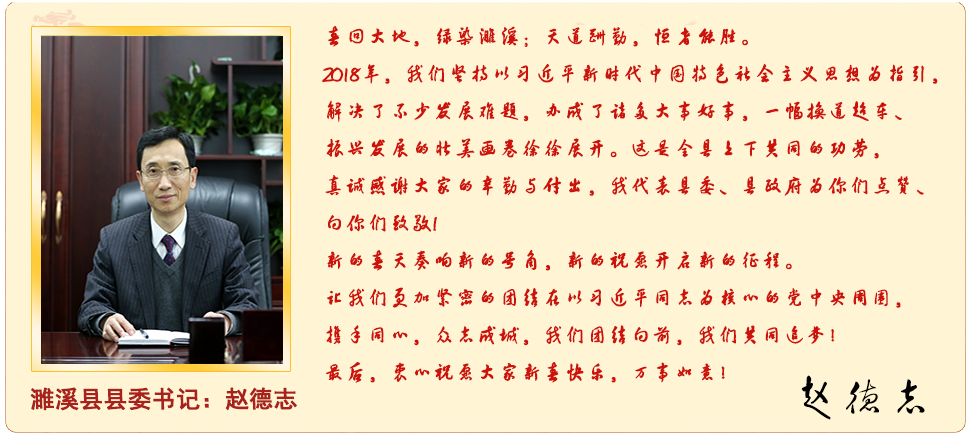 春回大地，绿染濉溪；天道酬勤，恒者能胜。
2018年，我们坚持以习近平新时代中国特色社会主义思想为指引，
解决了不少发展难题，办成了诸多大事好事，一幅换道超车、
振兴发展的壮美画卷徐徐展开。这是全县上下共同的功劳，
真诚感谢大家的辛勤与付出，我代表县委、县政府为你们点赞、
向你们致敬！
新的春天奏响新的号角，新的祝愿开启新的征程。
让我们更加紧密的团结在以习近平同志为核心的党中央周围，
携手同心，众志成城，我们团结向前，我们共同追梦！
最后，衷心祝愿大家新春快乐，万事如意！
濉溪县县委书记：赵德志
赵德志